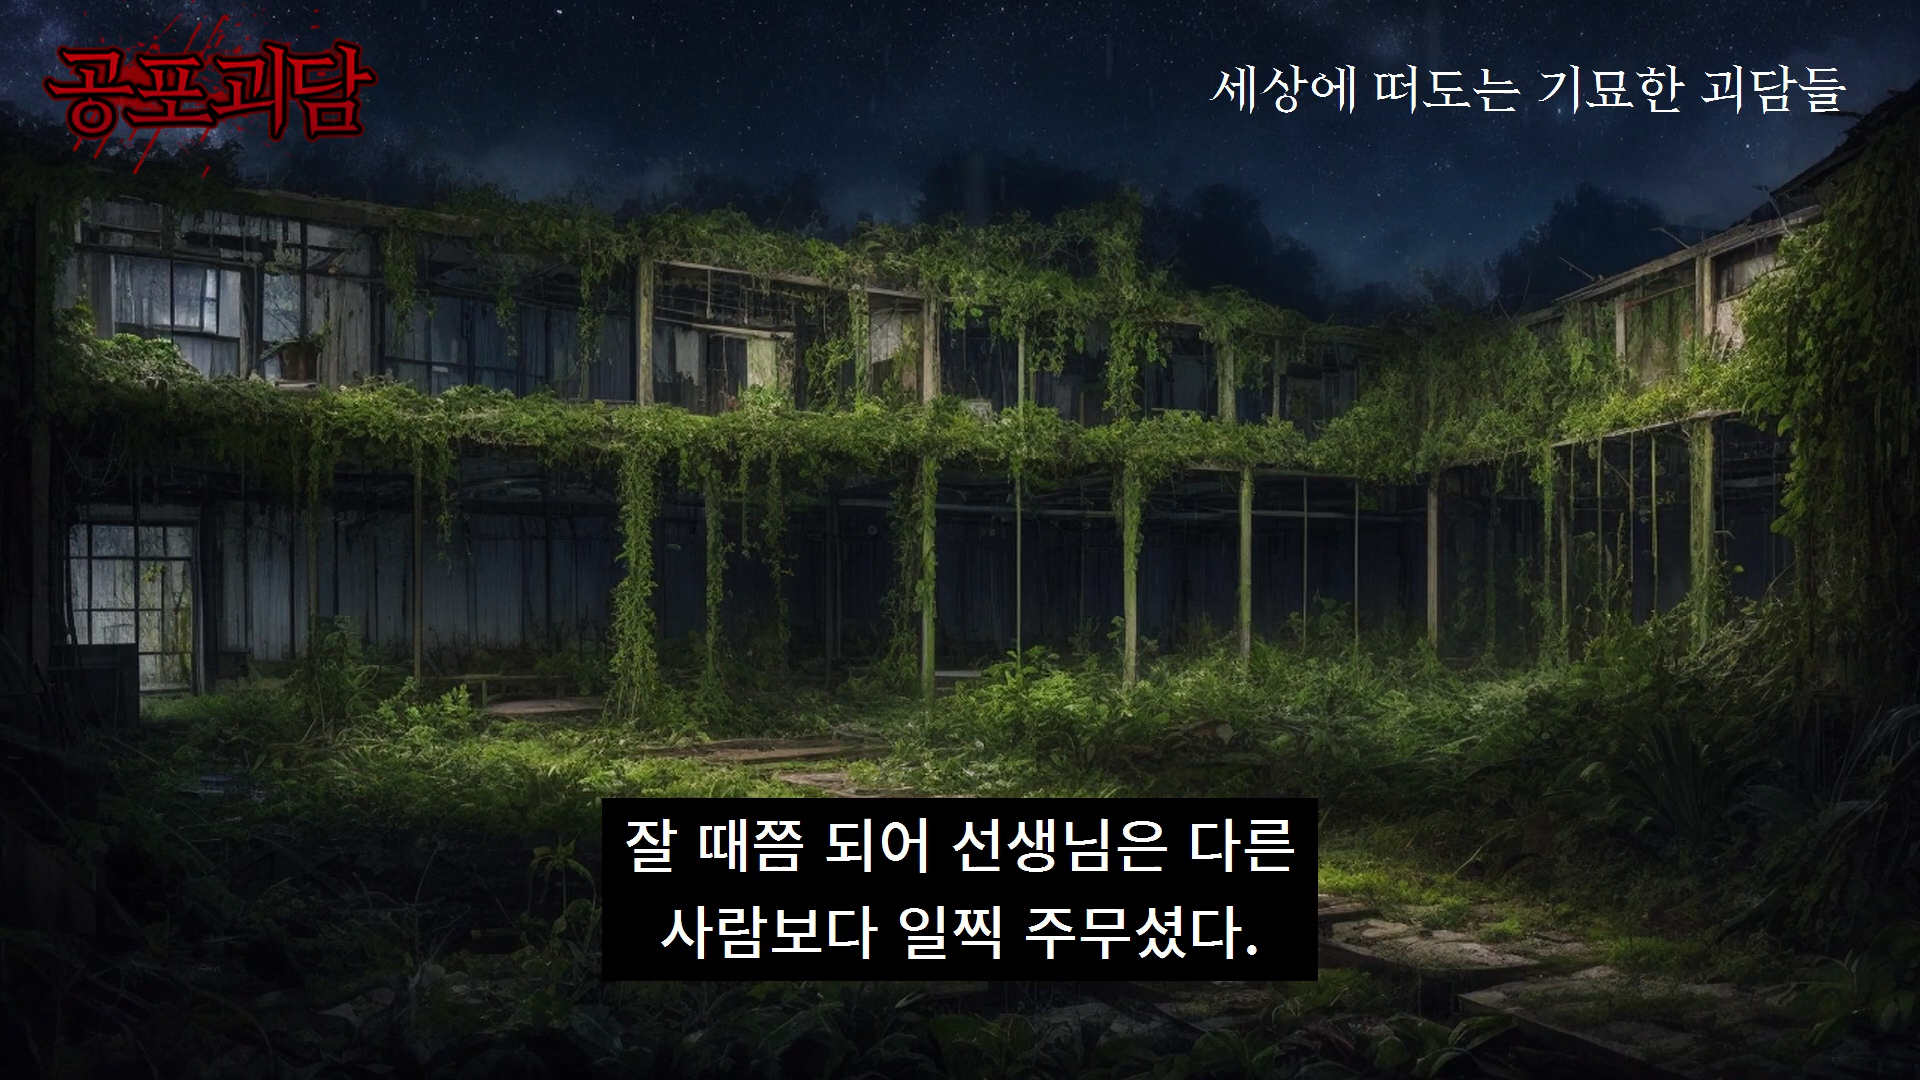 공포괴담
세상에 떠도는 기묘한 괴담들
잘 때쯤 되어 선생님은 다른
사람보다 일찍 주무셨다.